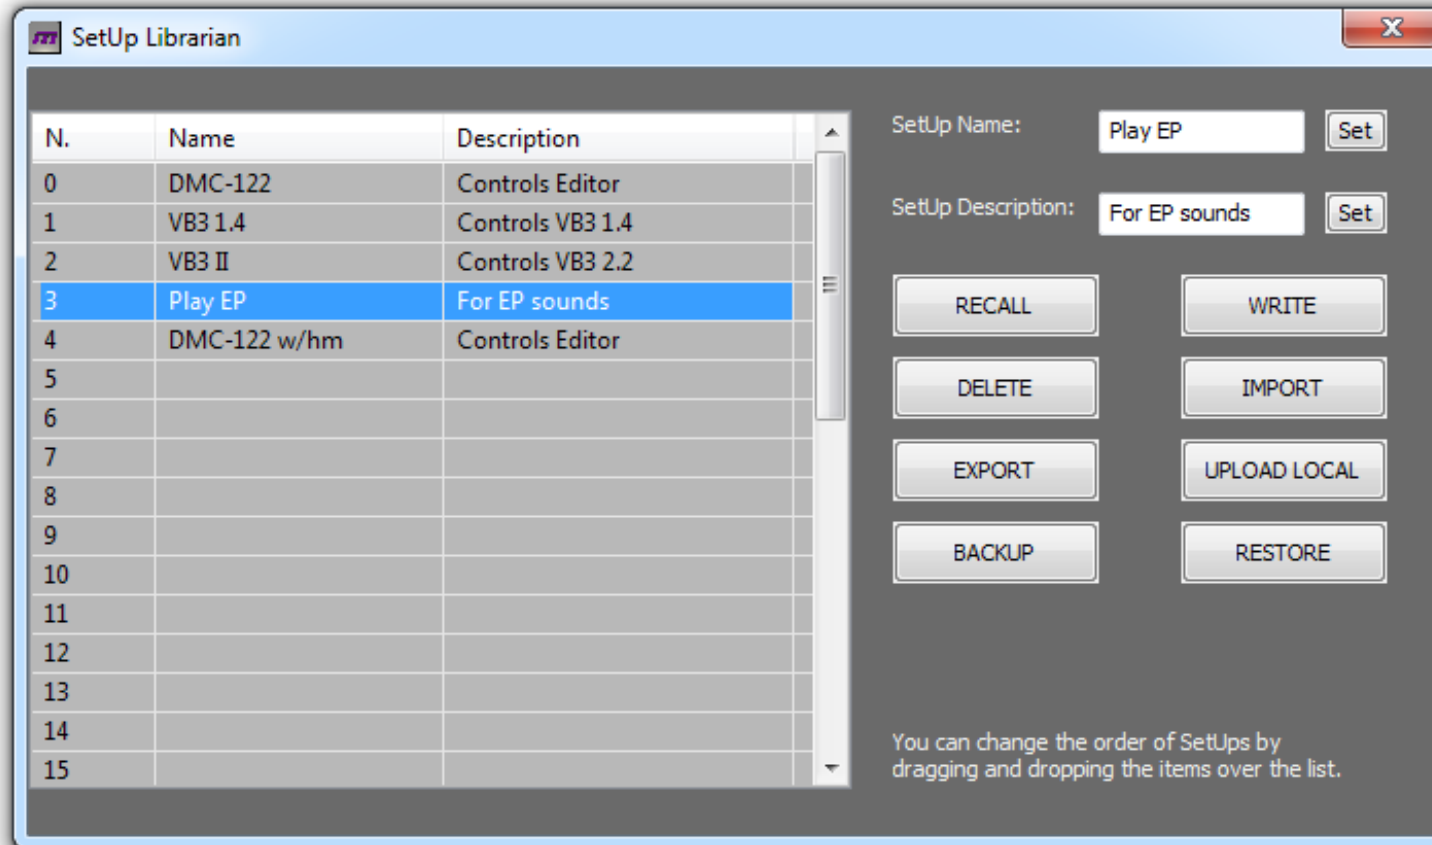 SetUp Librarian
N. Name Description
0 DMC-122 Controls Editor
1 VB3 1.4 Controls VB3 1.4
2 VB3 II Controls VB3 2.2
3 Play EP For EP sounds
4 DMC-122 w/hm Controls Editor
5
6
7
8
9
10
11
12
13
14
15
SetUp Name: Play EP Set
SetUp Description: For EP sounds Set
RECALL WRITE
DELETE IMPORT
EXPORT UPLOAD LOCAL
BACKUP RESTORE
You can change the order of SetUps by
dragging and dropping the items over the list.